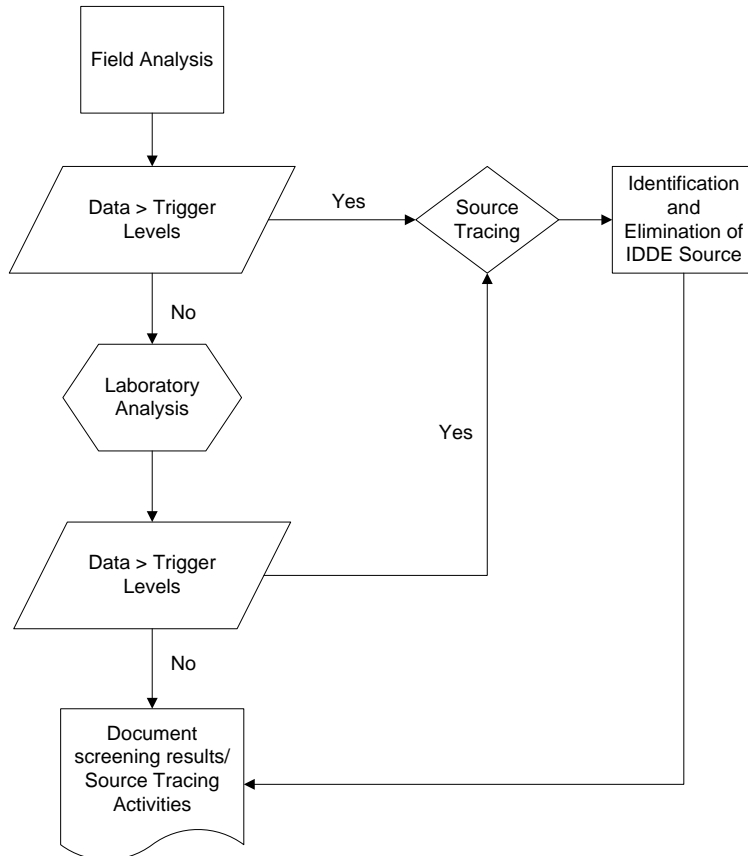 Field Analysis
Data > Trigger
Levels
Yes
Source
Tracing
Identification
and
Elimination of
IDDE Source
No
Laboratory
Analysis
Yes
Data > Trigger
Levels
No
Document
screening results/
Source Tracing
Activities